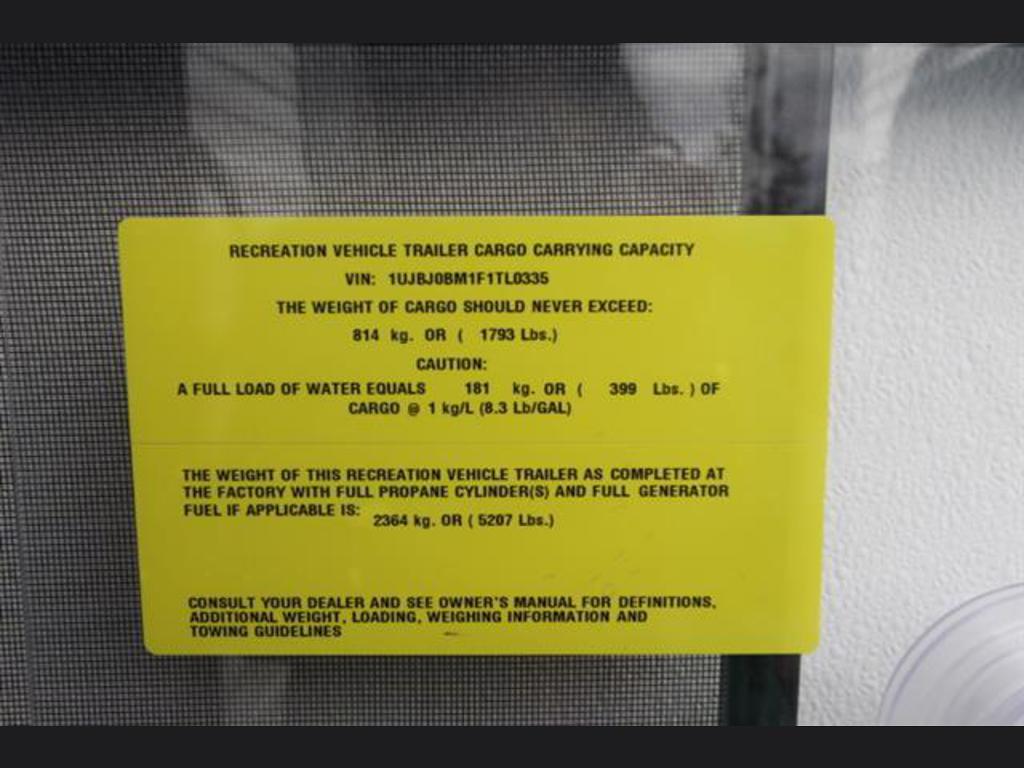 RECREATION VEHICLE TRAILER CARGO CARRYING CAPACITY
VIN: 1UJBJ0BM1F1TL0335
THE WEIGHT OF CARGO SHOULD NEVER EXCEED:
814 kg. OR ( 1793 Lbs.)
CAUTION:
A FULL LOAD OF WATER EQUALS 181 kg. OR ( 399 Lbs. ) OF
CARGO @ 1 kg/L (8.3 Lb/GAL)
THE WEIGHT OF THIS RECREATION VEHICLE TRAILER AS COMPLETED AT
THE FACTORY WITH FULL PROPANE CYLINDER(S) AND FULL GENERATOR
FUEL IF APPLICABLE IS: 2364 kg. OR ( 5207 Lbs.)
CONSULT YOUR DEALER AND SEE OWNER'S MANUAL FOR DEFINITIONS,
ADDITIONAL WEIGHT, LOADING, WEIGHING INFORMATION AND
TOWING GUIDELINES